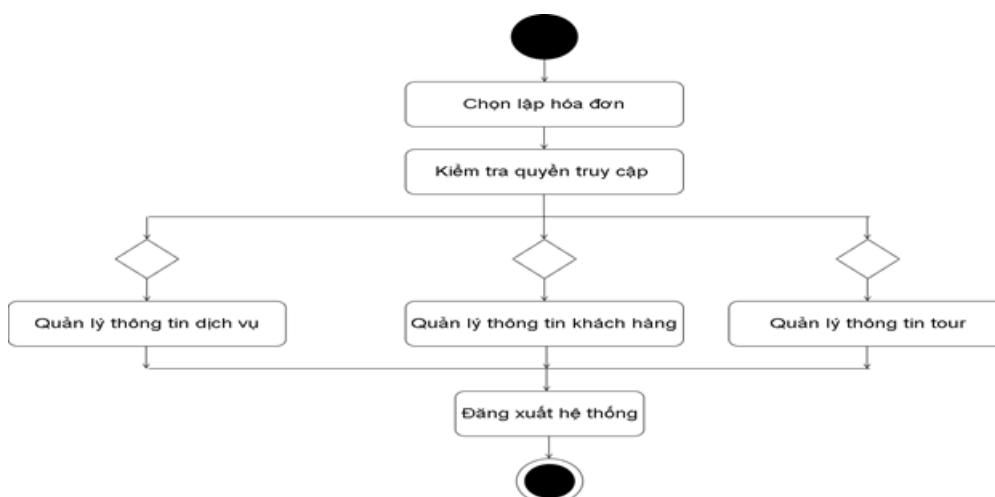 Chọn lập hóa đơn
Kiểm tra quyền truy cập
Quản lý thông tin dịch vụ
Quản lý thông tin khách hàng
Quản lý thông tin tour
Đăng xuất hệ thống